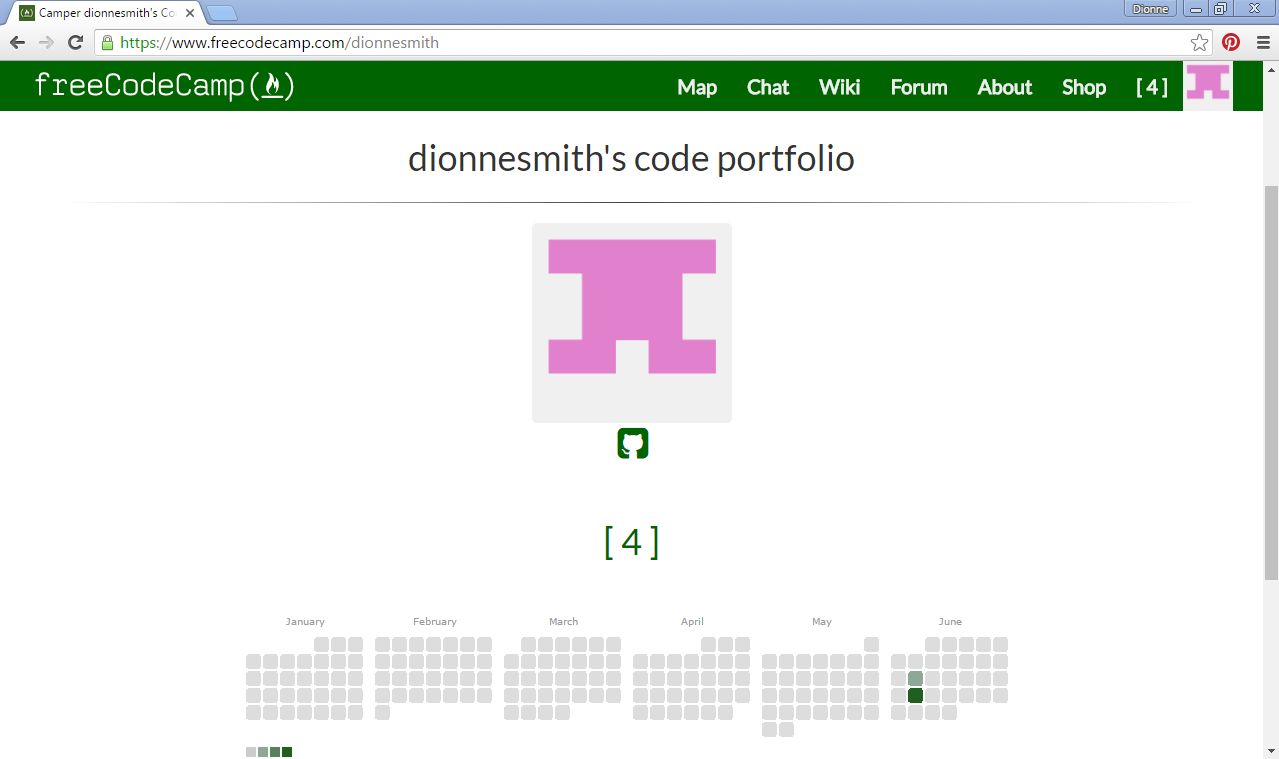 Camper dionnesmith's Co
Dionne
https://www.freecodecamp.com/dionnesmith
freeCodeCamp(🔥)
Map Chat Wiki Forum About Shop [ 4 ]
dionnesmith's code portfolio
[ 4 ]
January February March April May June